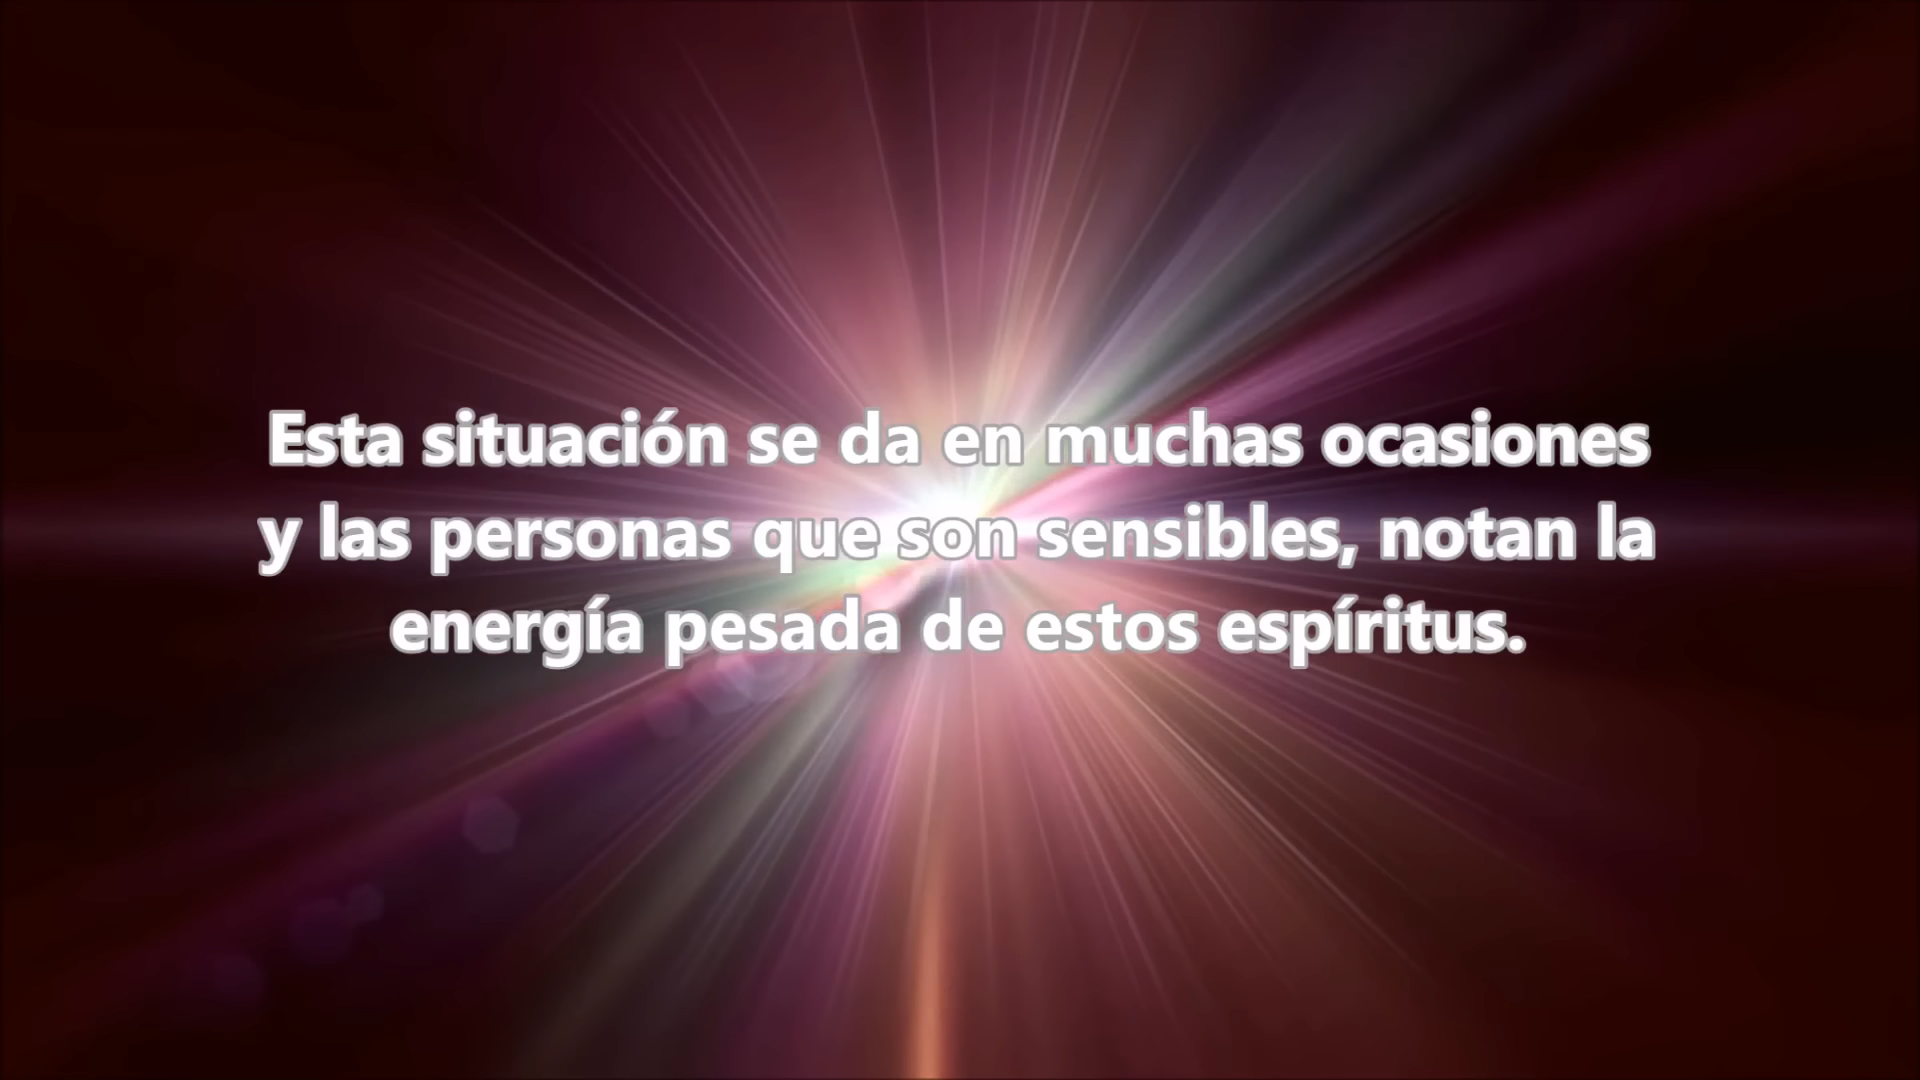 Esta situación se da en muchas ocasiones
y las personas que son sensibles, notan la
energía pesada de estos espíritus.